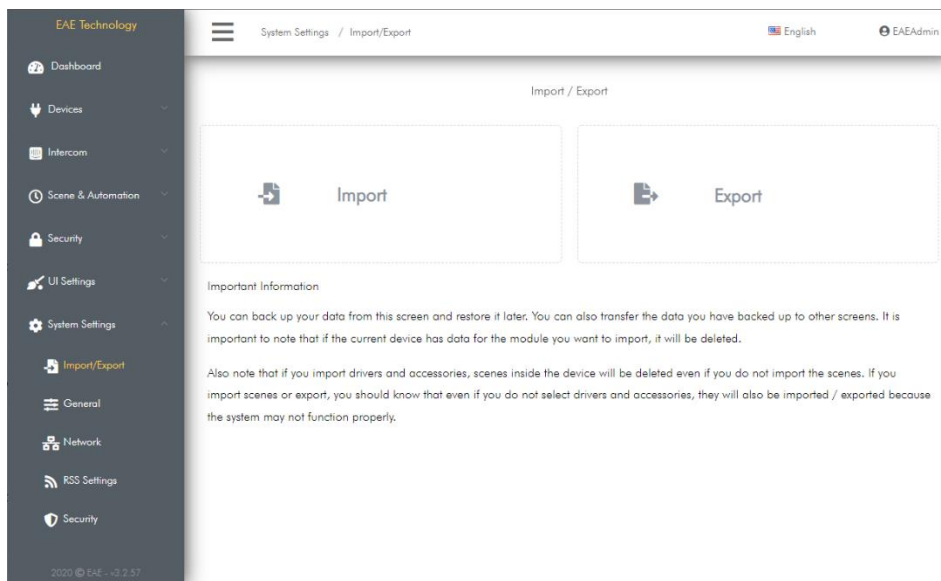 EAE Technology
Dashboard
Devices
Intercom
Scene & Automation
Security
UI Settings
System Settings
Import/Export
General
Network
RSS Settings
Security
2020 © EAE - v3.2.57
System Settings / Import/Export
English
EAEAdmin
Import / Export
Import
Export
Important Information
You can back up your data from this screen and restore it later. You can also transfer the data you have backed up to other screens. It is
important to note that if the current device has data for the module you want to import, it will be deleted.
Also note that if you import drivers and accessories, scenes inside the device will be deleted even if you do not import the scenes. If you
import scenes or export, you should know that even if you do not select drivers and accessories, they will also be imported / exported because
the system may not function properly.